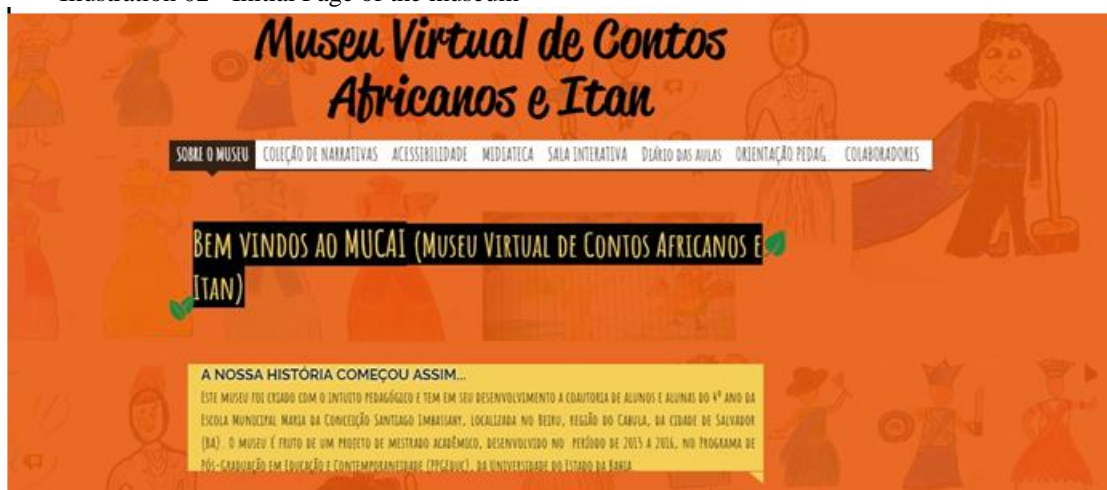 Illustration 02 - Initial Page of the museum
Museu Virtual de Contos
Africanos e Itan
SOBRE O MUSEU COLEÇÃO DE NARRATIVAS ACESSIBILIDADE MIDIATECA SALA INTERATIVA DIÁRIO DAS AULAS ORIENTAÇÃO PEDAG. COLABORADORES
BEM VINDOS AO MUCAI (MUSEU VIRTUAL DE CONTOS AFRICANOS E
ITAN)
A NOSSA HISTÓRIA COMEÇOU ASSIM...
ESTE MUSEU FOI CRIADO COM O INTUITO PEDAGÓGICO E TEM EM SEU DESENVOLVIMENTO A COAUTORIA DE ALUNOS E ALUNAS DO 4º ANO DA
ESCOLA MUNICIPAL MARIA DA CONCEIÇÃO SANTIAGO IMBASSAHY, LOCALIZADA NO BEIRU, REGIÃO DO CABULA, DA CIDADE DE SALVADOR
(BA). O MUSEU É FRUTO DE UM PROJETO DE MESTRADO ACADÊMICO, DESENVOLVIDO NO PERÍODO DE 2015 A 2016, NO PROGRAMA DE
PÓS-GRADUAÇÃO EM EDUCAÇÃO E CONTEMPORANEIDADE (PPGEDUC), DA UNIVERSIDADE DO ESTADO DA BAHIA